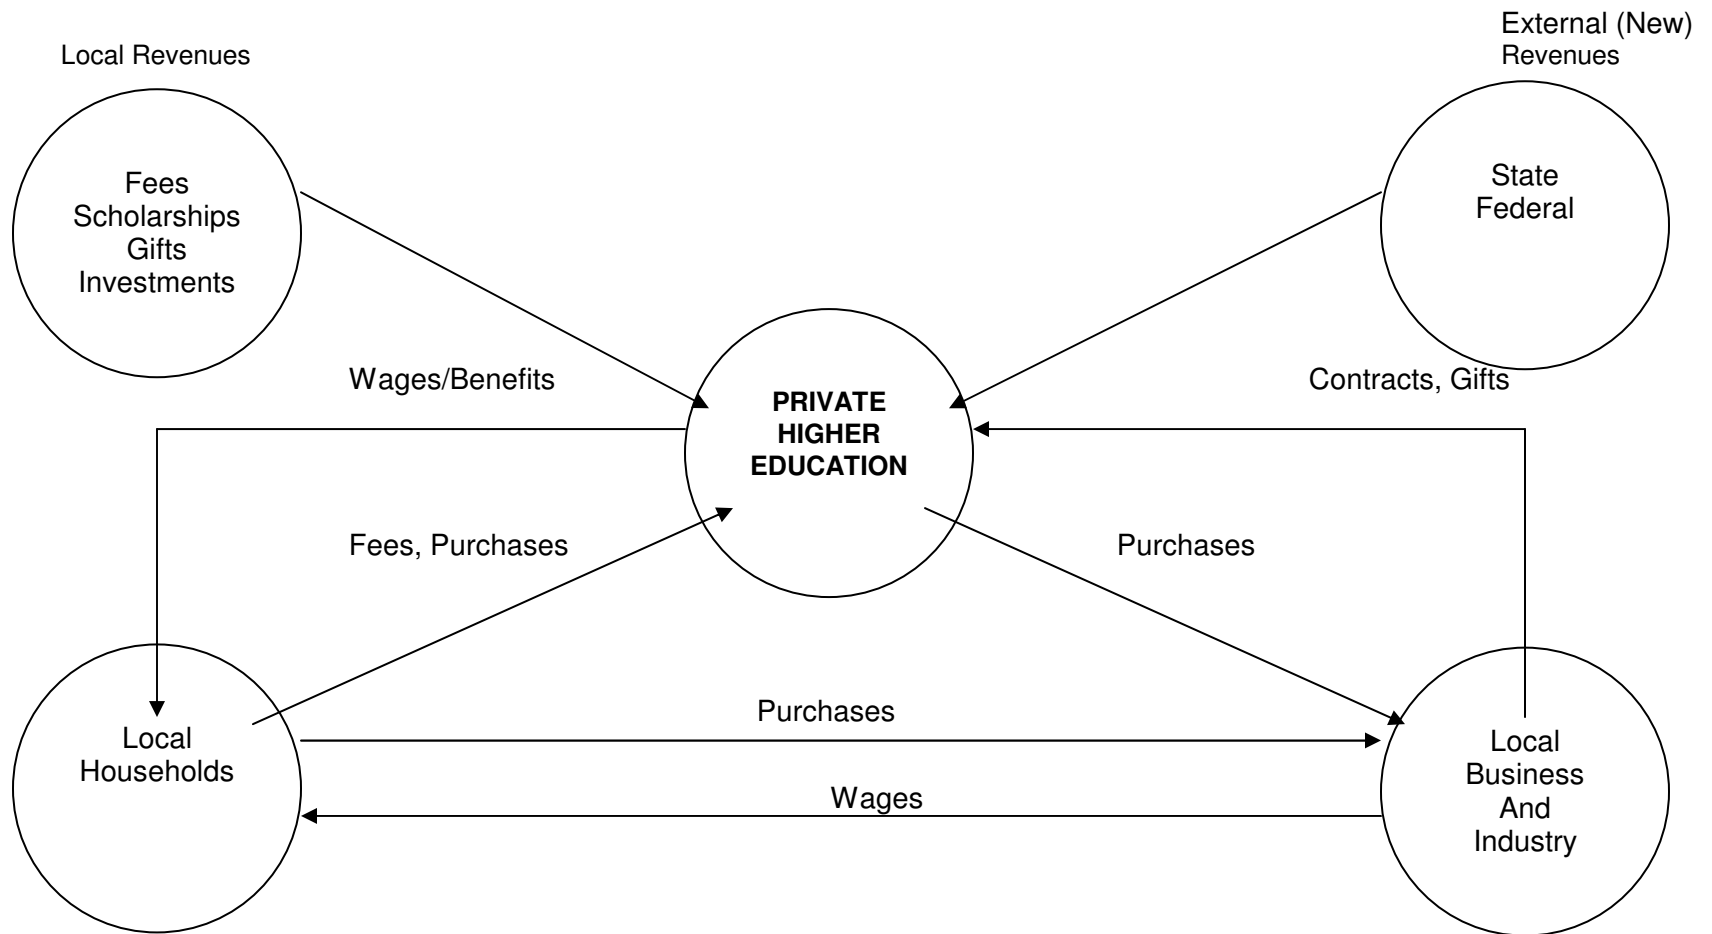 External (New)
Local Revenues
Revenues
Fees
Scholarships
Gifts
Investments
State
Federal
Wages/Benefits
Contracts, Gifts
PRIVATE
HIGHER
EDUCATION
Fees, Purchases
Purchases
Purchases
Local
Households
Local
Business
And
Industry
Wages